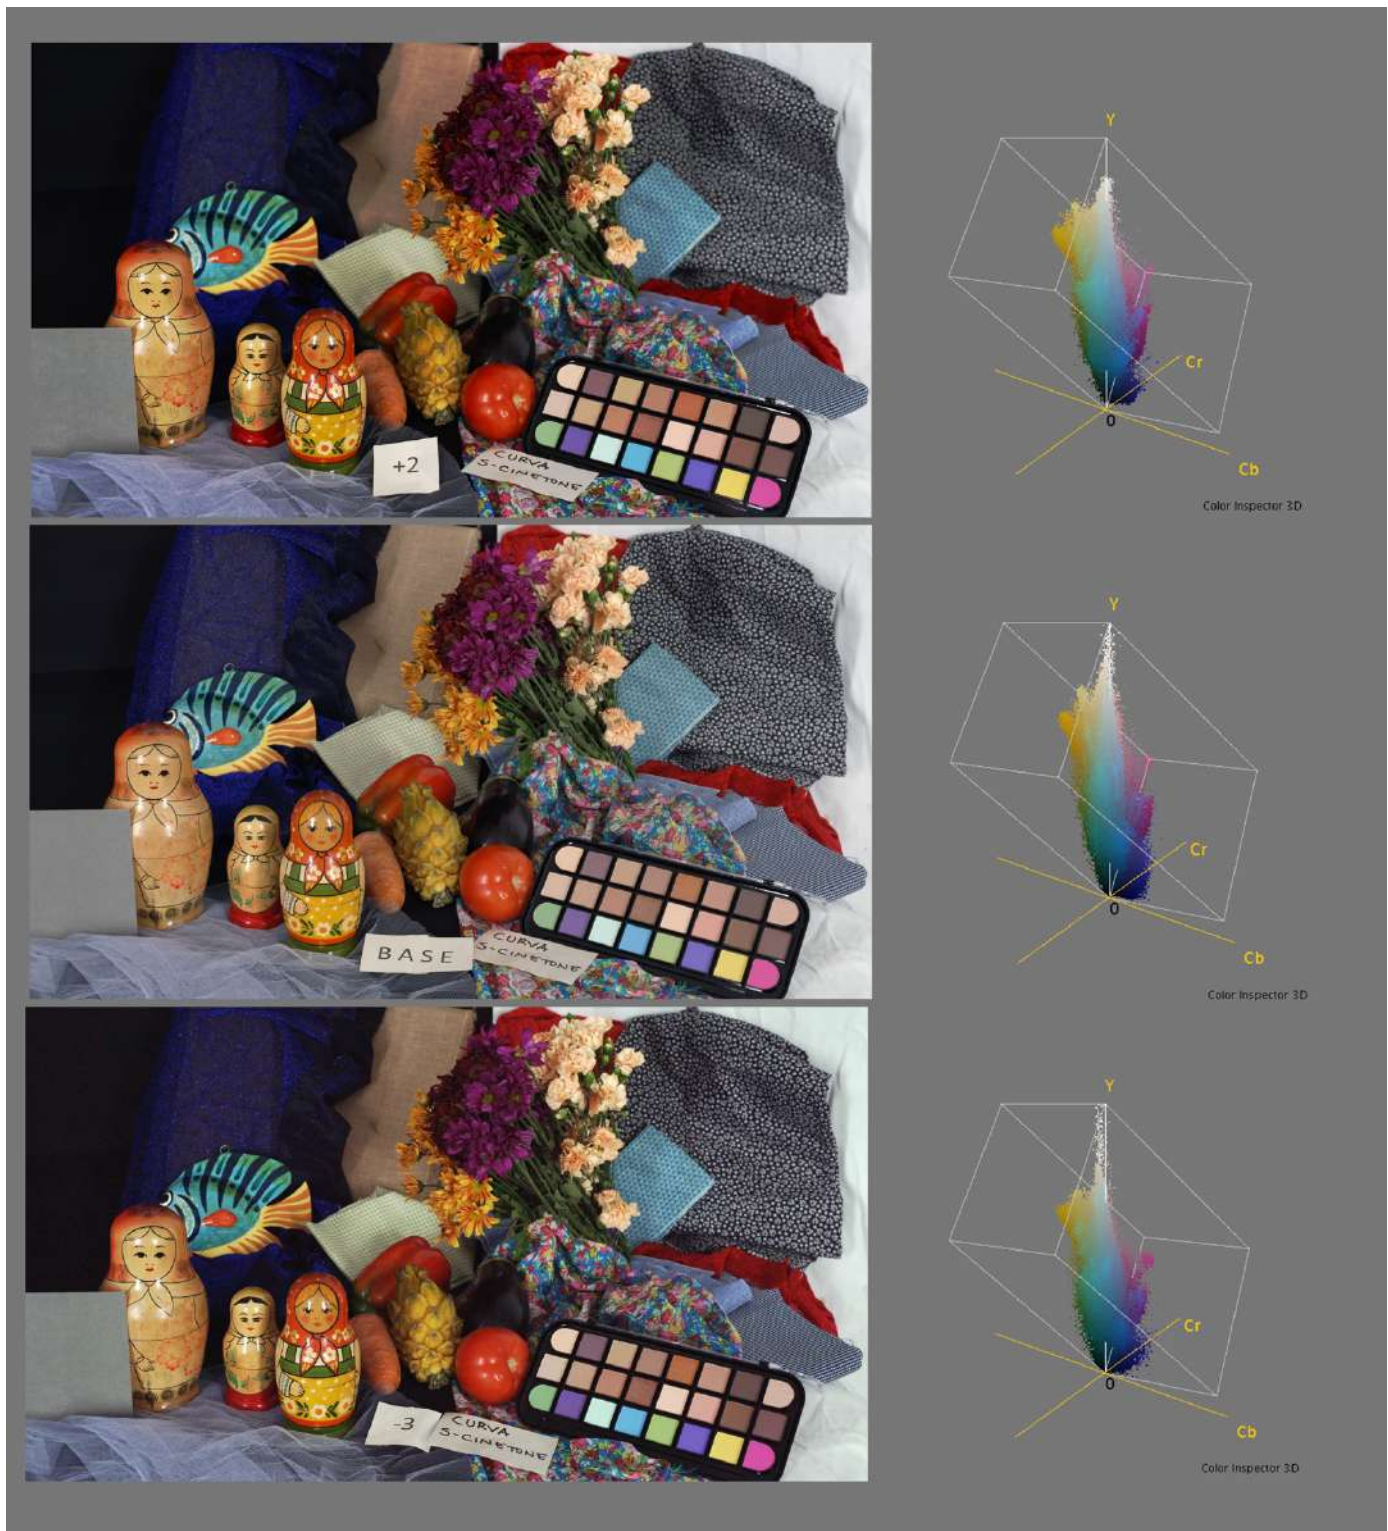 Y
Cr
0
Cb
Color Inspector 3D
+2
CURVA
S-CINETONE
Y
Cr
0
Cb
Color Inspector 3D
BASE
CURVA
S-CINETONE
Y
Cr
0
Cb
Color Inspector 3D
-3
CURVA
S-CINETONE